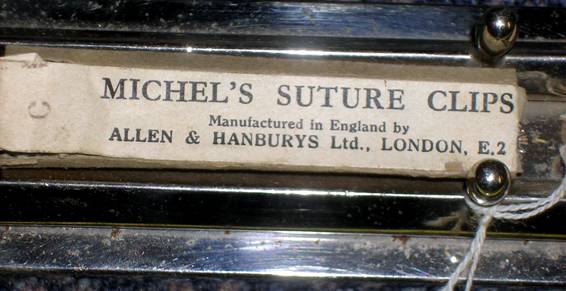 C
MICHEL'S SUTURE CLIPS
Manufactured in England by
ALLEN & HANBURYS Ltd., LONDON, E.2